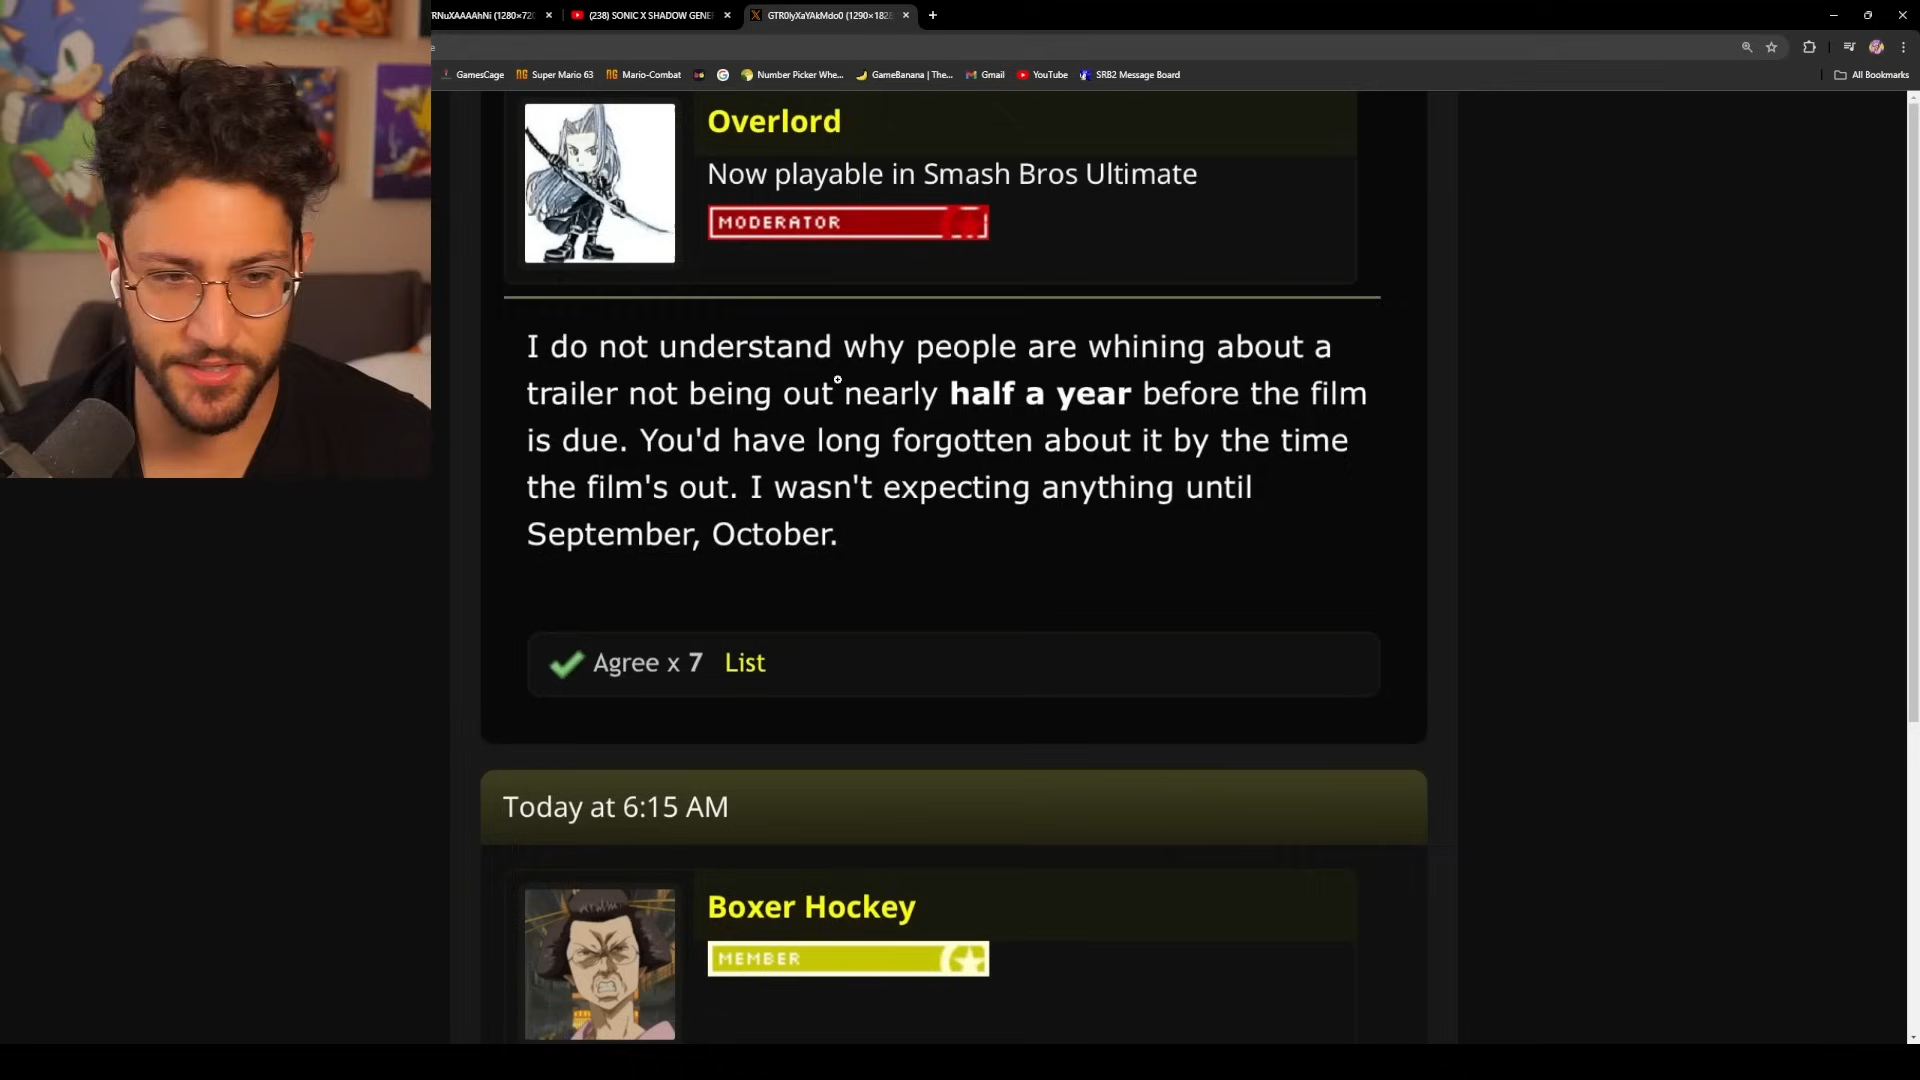 RNuXAAAAhNi (1280×72
(238) SONIC X SHADOW GENE
GTR0lyXaYAkMdo0 (1290×182
e
GamesCage
Super Mario 63
Mario-Combat
Number Picker Whe...
GameBanana | The...
Gmail
YouTube
SRB2 Message Board
All Bookmarks
Overlord
Now playable in Smash Bros Ultimate
MODERATOR
I do not understand why people are whining about a
trailer not being out nearly half a year before the film
is due. You'd have long forgotten about it by the time
the film's out. I wasn't expecting anything until
September, October.
Agree x 7 List
Today at 6:15 AM
Boxer Hockey
MEMBER